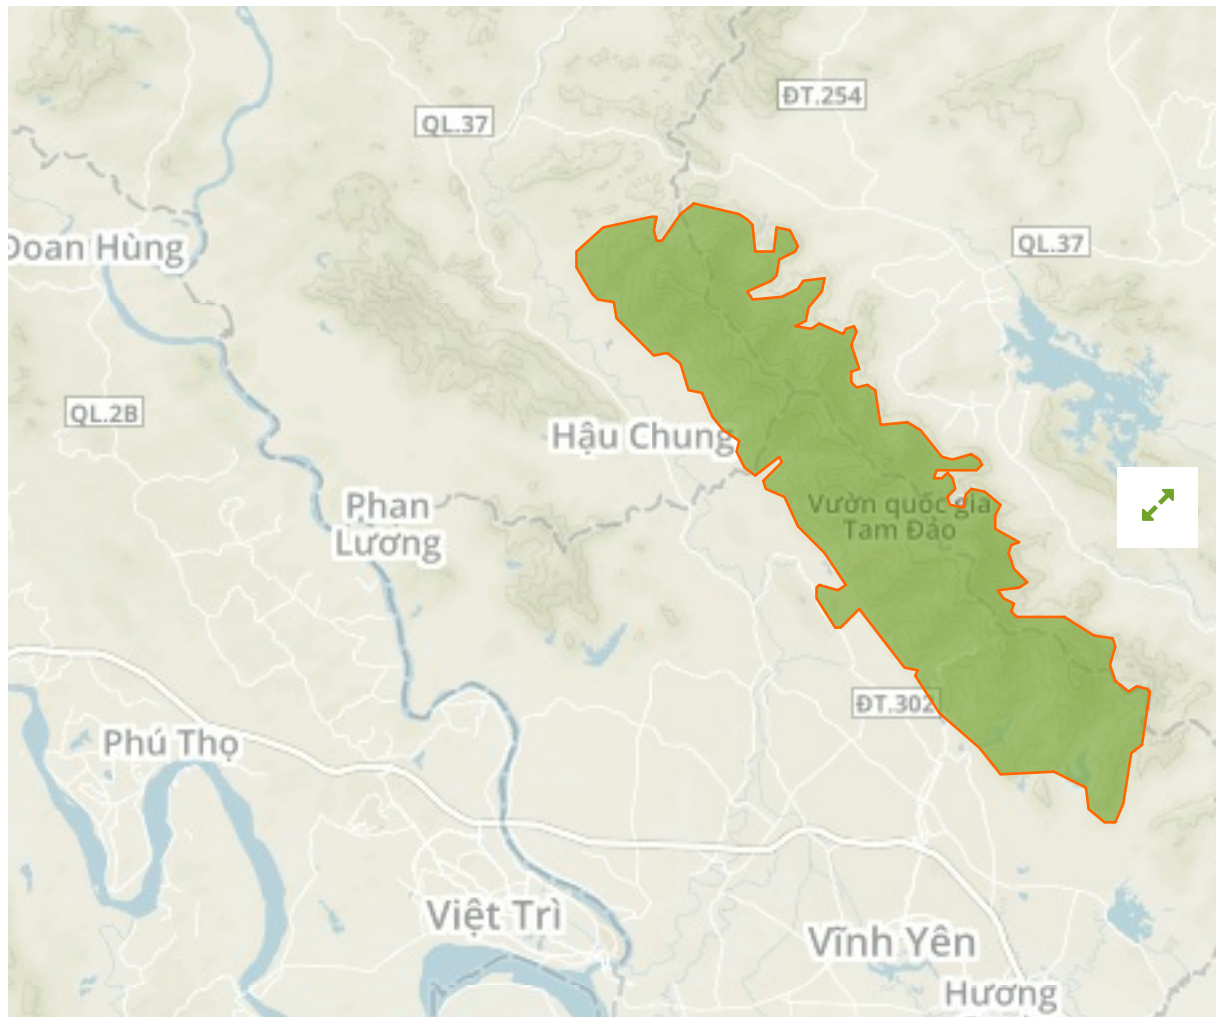 ĐT.254
QL.37
QL.37
Đoan Hùng
QL.2B
Hậu Chung
Phan
Lương
Vườn quốc gia
Tam Đảo
ĐT.302
Phú Thọ
Việt Trì
Vĩnh Yên
Hương